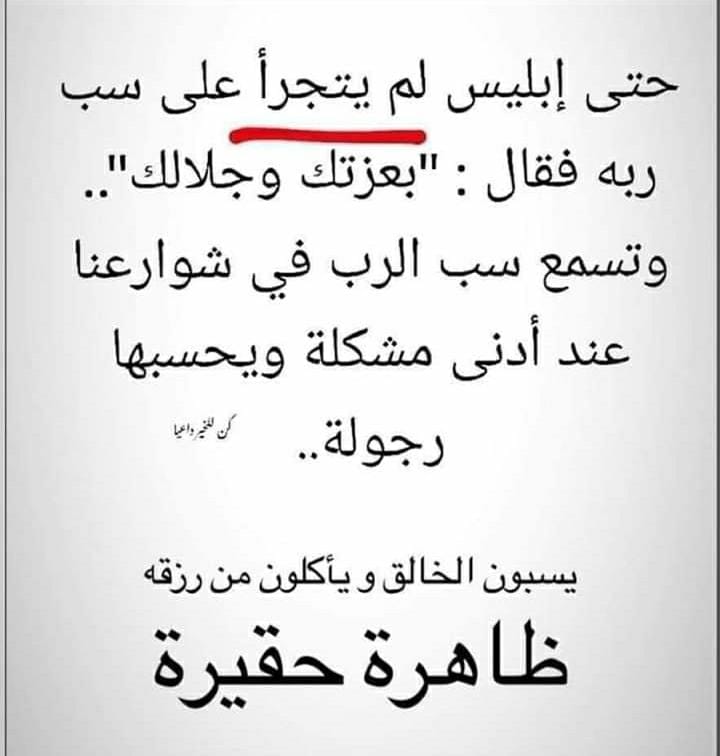 حتى إبليس لم يتجرأ على سب
ربه فقال : "بعزتك وجلالك"..
وتسمع سب الرب في شوارعنا
عند أدنى مشكلة ويحسبها
رجولة..
كن للخير داعيا
يسبون الخالق و يأكلون من رزقه
ظاهرة حقيرة